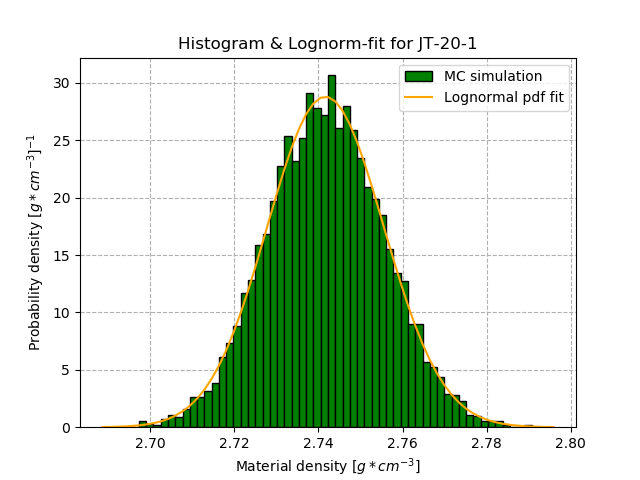 Histogram & Lognorm-fit for JT-20-1
MC simulation
Lognormal pdf fit
Probability density [g∗cm⁻³]⁻¹
30
25
20
15
10
5
0
2.70 2.72 2.74 2.76 2.78 2.80
Material density [g∗cm⁻³]